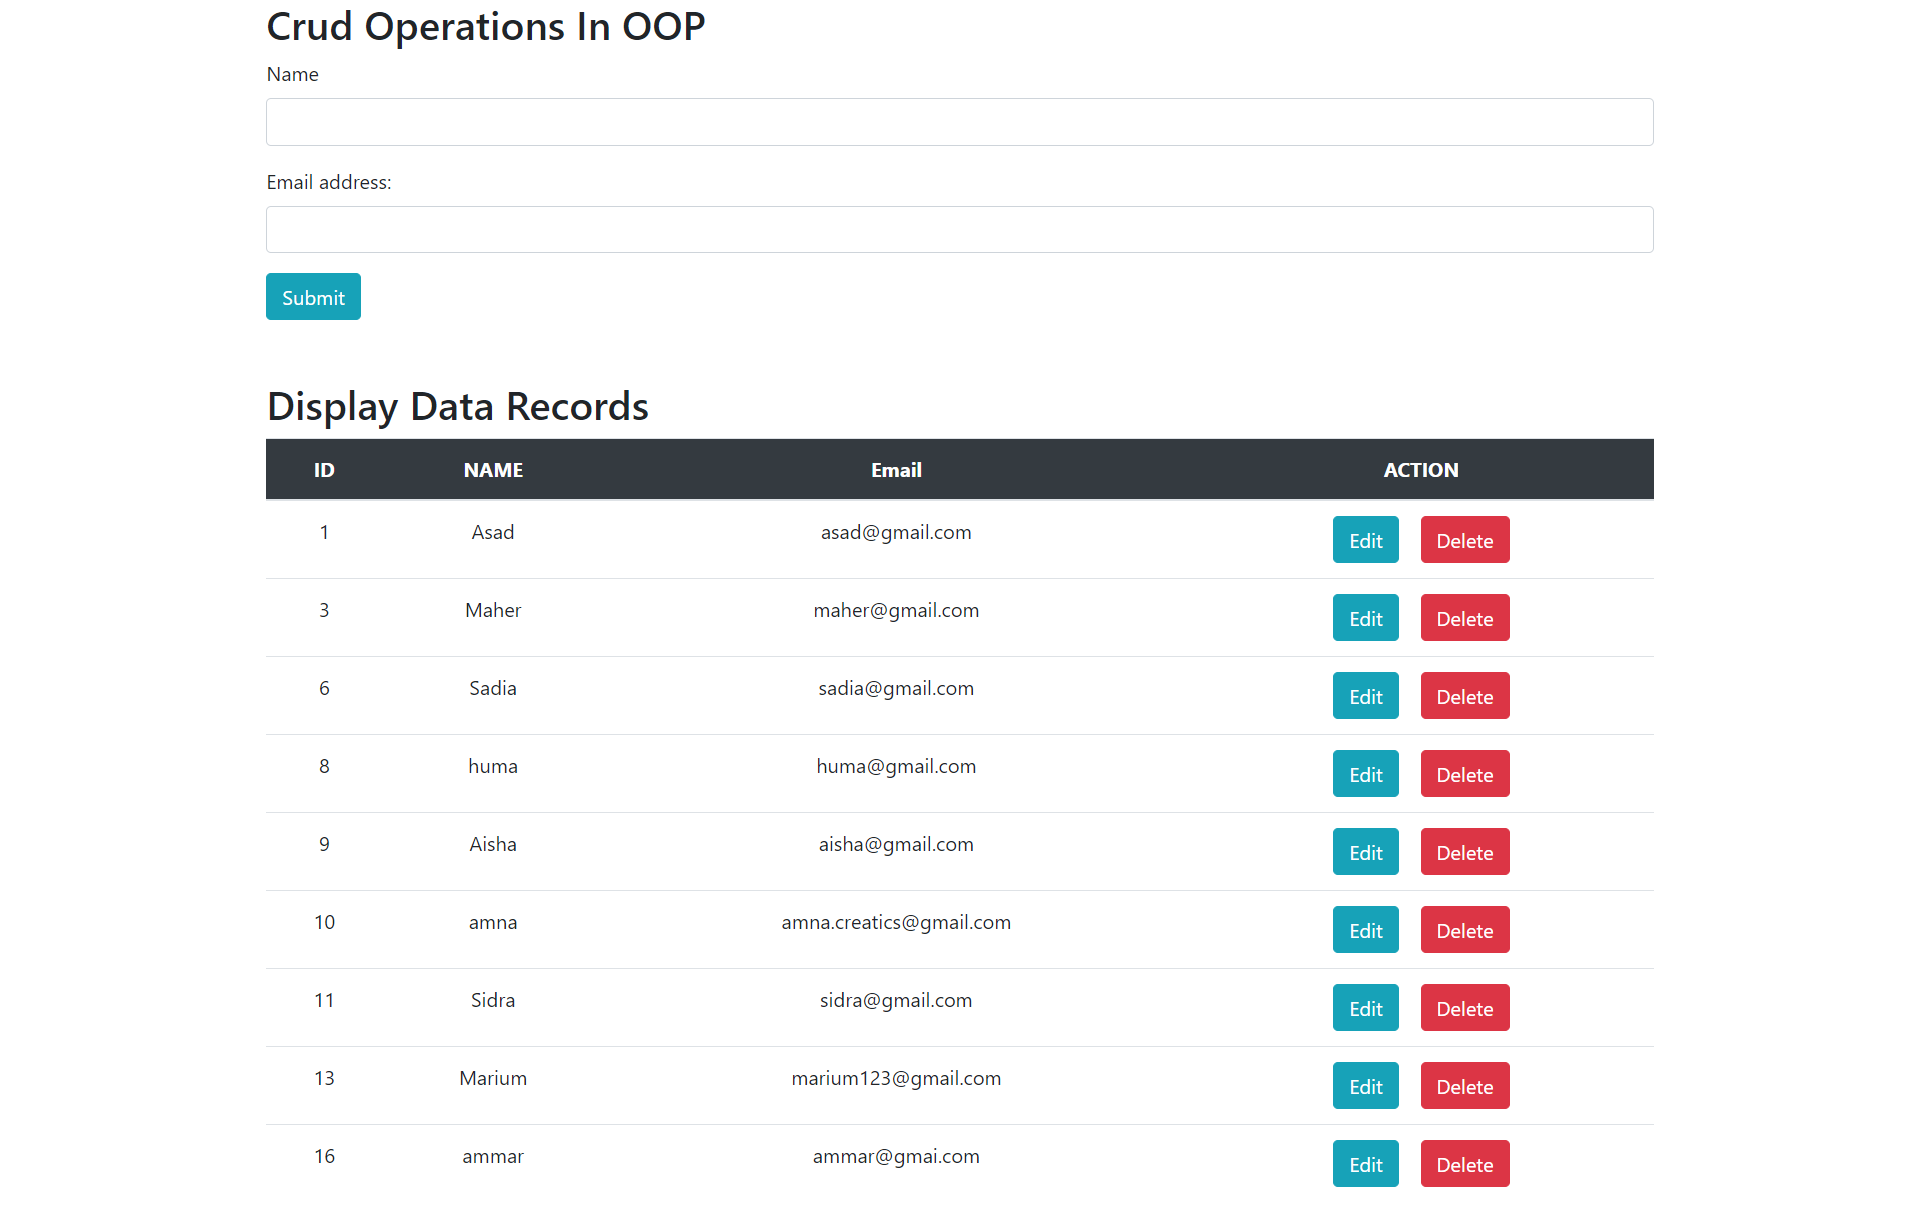 Crud Operations In OOP
Name
Email address:
Submit
Display Data Records
ID NAME Email ACTION
1 Asad asad@gmail.com Edit Delete
3 Maher maher@gmail.com Edit Delete
6 Sadia sadia@gmail.com Edit Delete
8 huma huma@gmail.com Edit Delete
9 Aisha aisha@gmail.com Edit Delete
10 amna amna.creatics@gmail.com Edit Delete
11 Sidra sidra@gmail.com Edit Delete
13 Marium marium123@gmail.com Edit Delete
16 ammar ammar@gmai.com Edit Delete